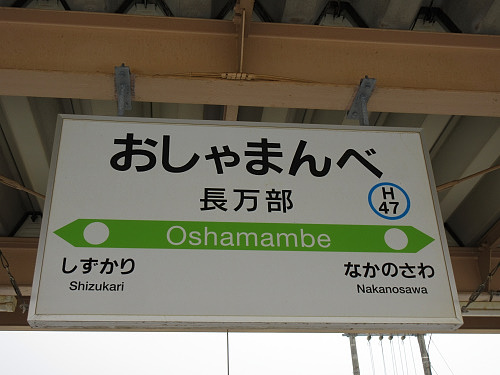 おしゃまんべ
長万部
H
47
Oshamambe
しずかり
Shizukari
なかのさわ
Nakanosawa